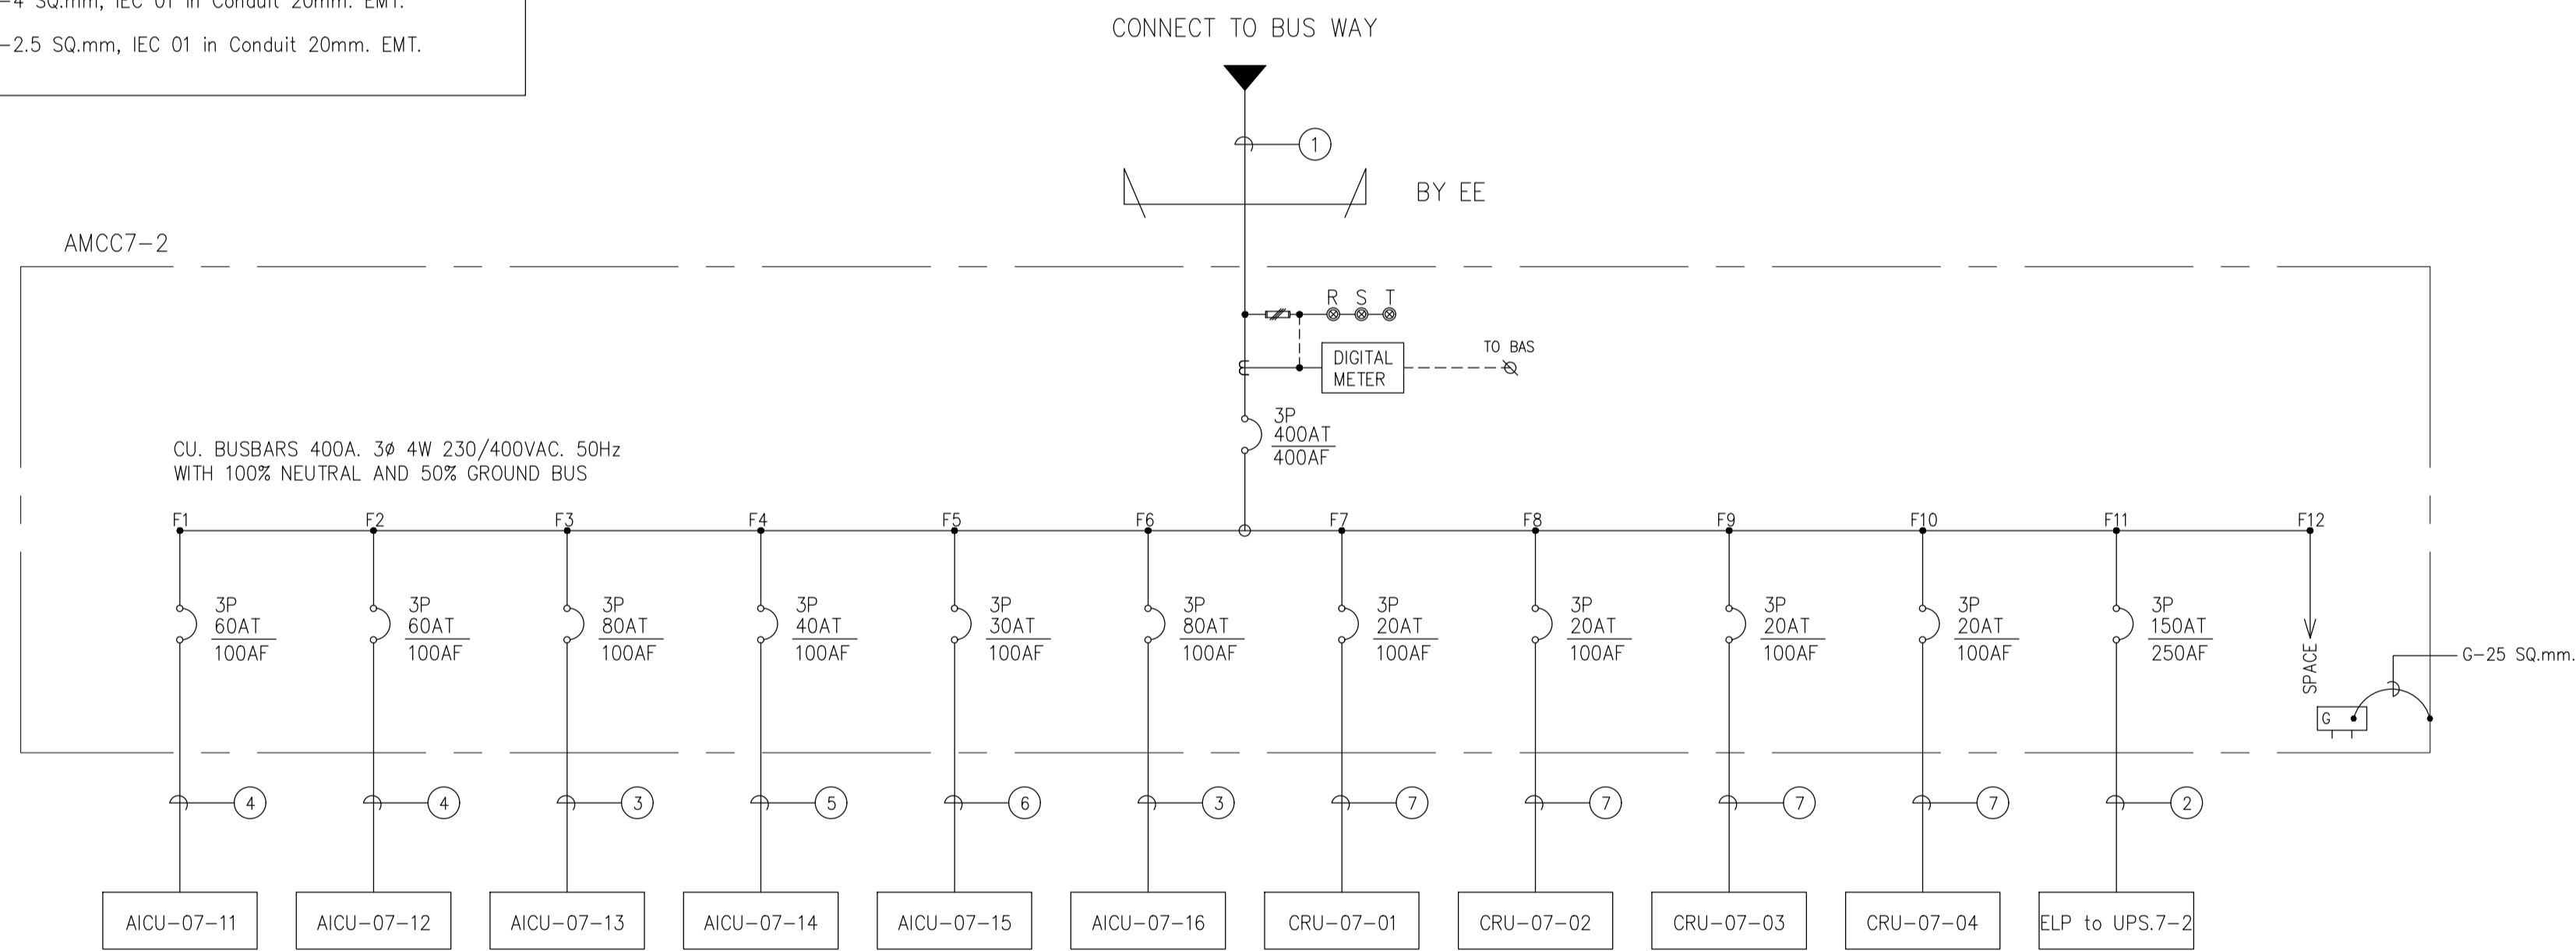 -4 SQ.mm, IEC 01 in Conduit 20mm. EMT.
-2.5 SQ.mm, IEC 01 in Conduit 20mm. EMT.
CONNECT TO BUS WAY
1
BY EE
AMCC7-2
R S T
DIGITAL
METER
TO BAS
3P
400AT
400AF
CU. BUSBARS 400A. 3ø 4W 230/400VAC. 50Hz
WITH 100% NEUTRAL AND 50% GROUND BUS
F1 F2 F3 F4 F5 F6 F7 F8 F9 F10 F11 F12
3P 3P 3P 3P 3P 3P 3P 3P 3P 3P 3P
60AT 60AT 80AT 40AT 30AT 80AT 20AT 20AT 20AT 20AT 150AT
100AF 100AF 100AF 100AF 100AF 100AF 100AF 100AF 100AF 100AF 250AF
SPACE
G-25 SQ.mm.
G
4 4 3 5 6 3 7 7 7 7 2
AICU-07-11 AICU-07-12 AICU-07-13 AICU-07-14 AICU-07-15 AICU-07-16 CRU-07-01 CRU-07-02 CRU-07-03 CRU-07-04 ELP to UPS.7-2